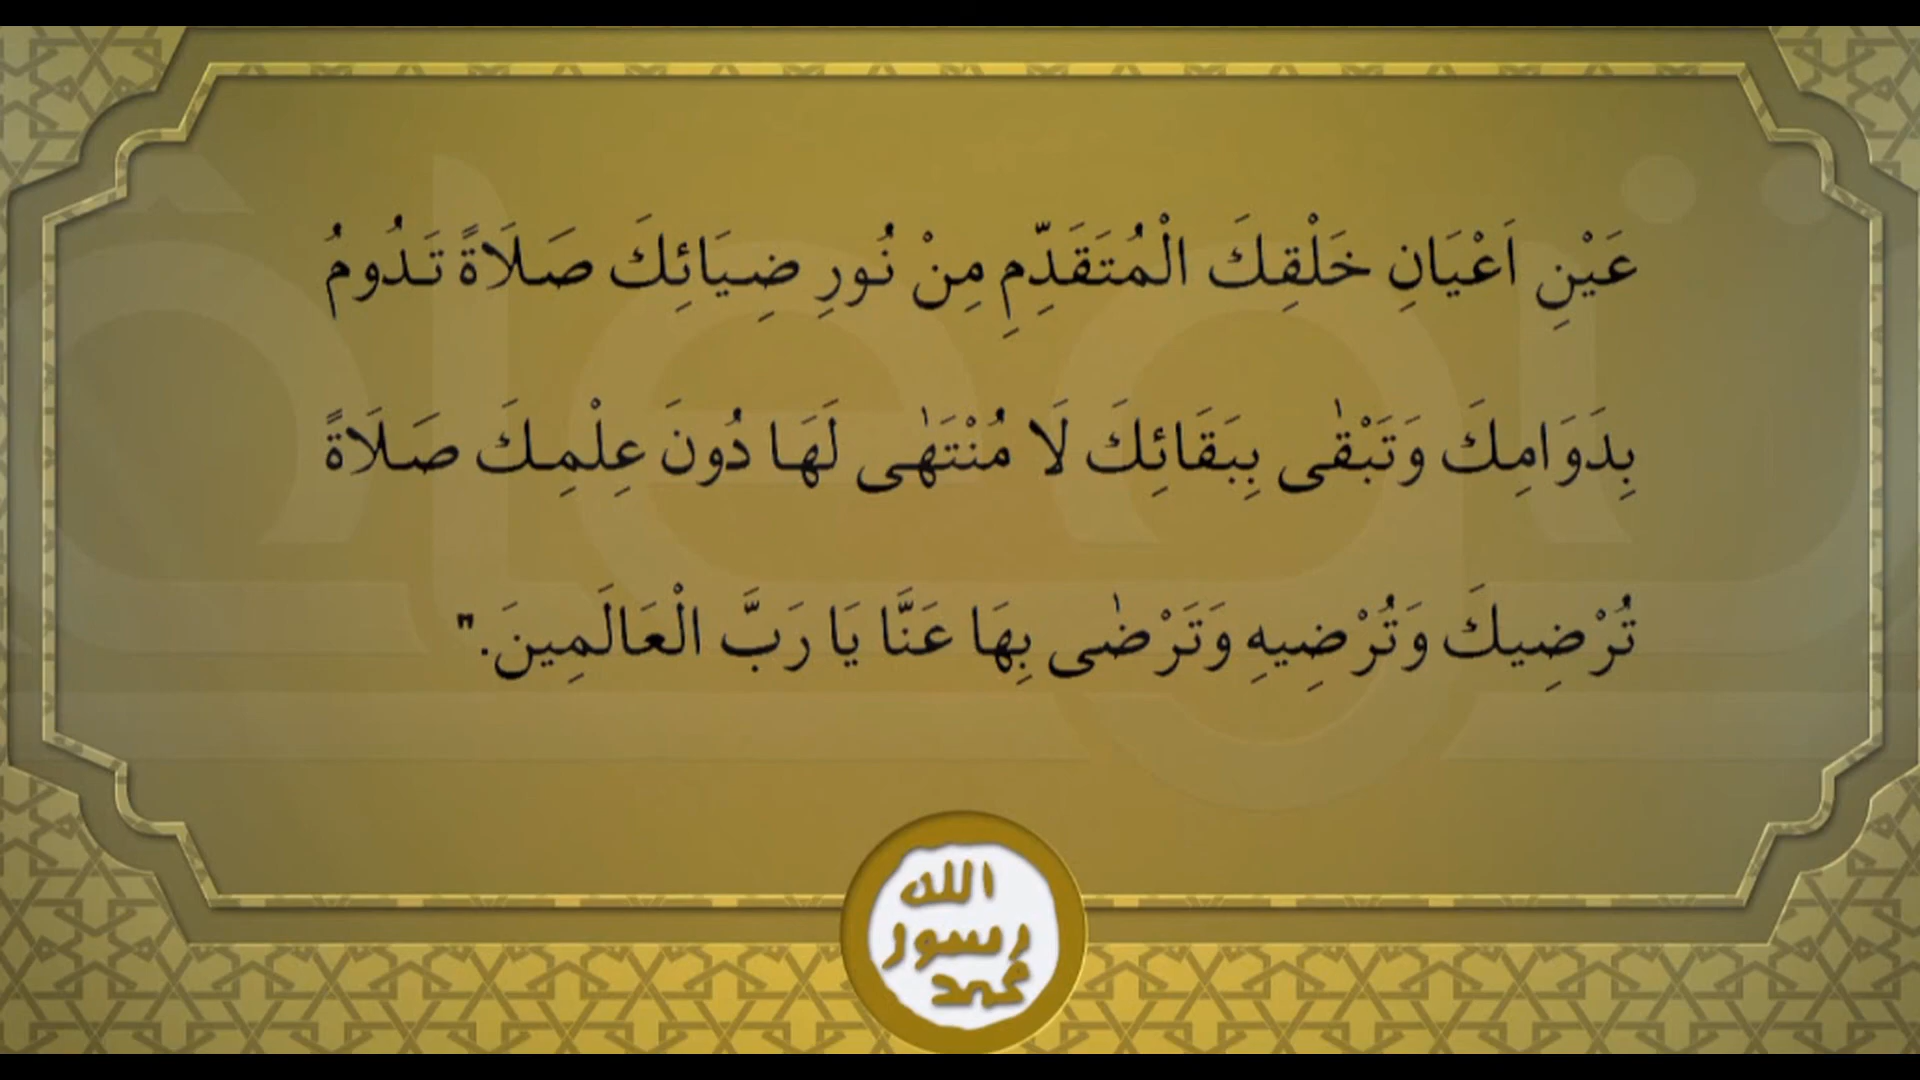 عَيْنِ اَعْيَانِ خَلْقِكَ الْمُتَقَدِّمِ مِنْ نُورِ ضِيَائِكَ صَلَاةً تَدُومُ
بِدَوَامِكَ وَتَبْقٰى بِبَقَائِكَ لَا مُنْتَهٰى لَهَا دُونَ عِلْمِكَ صَلَاةً
تُرْضِيكَ وَتُرْضِيهِ وَتَرْضٰى بِهَا عَنَّا يَا رَبَّ الْعَالَمِينَ."
الله
رسول
محمد